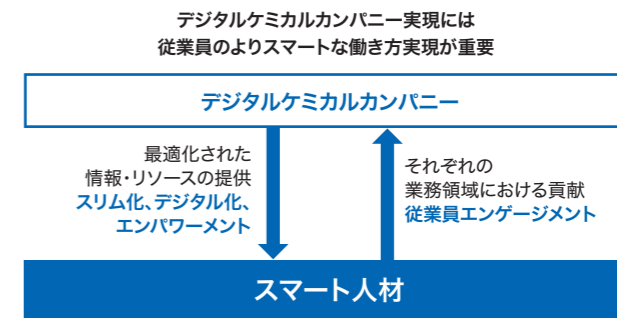 デジタルケミカルカンパニー実現には
従業員のよりスマートな働き方実現が重要
デジタルケミカルカンパニー
最適化された
情報・リソースの提供
スリム化、デジタル化、
エンパワーメント
それぞれの
業務領域における貢献
従業員エンゲージメント
スマート人材